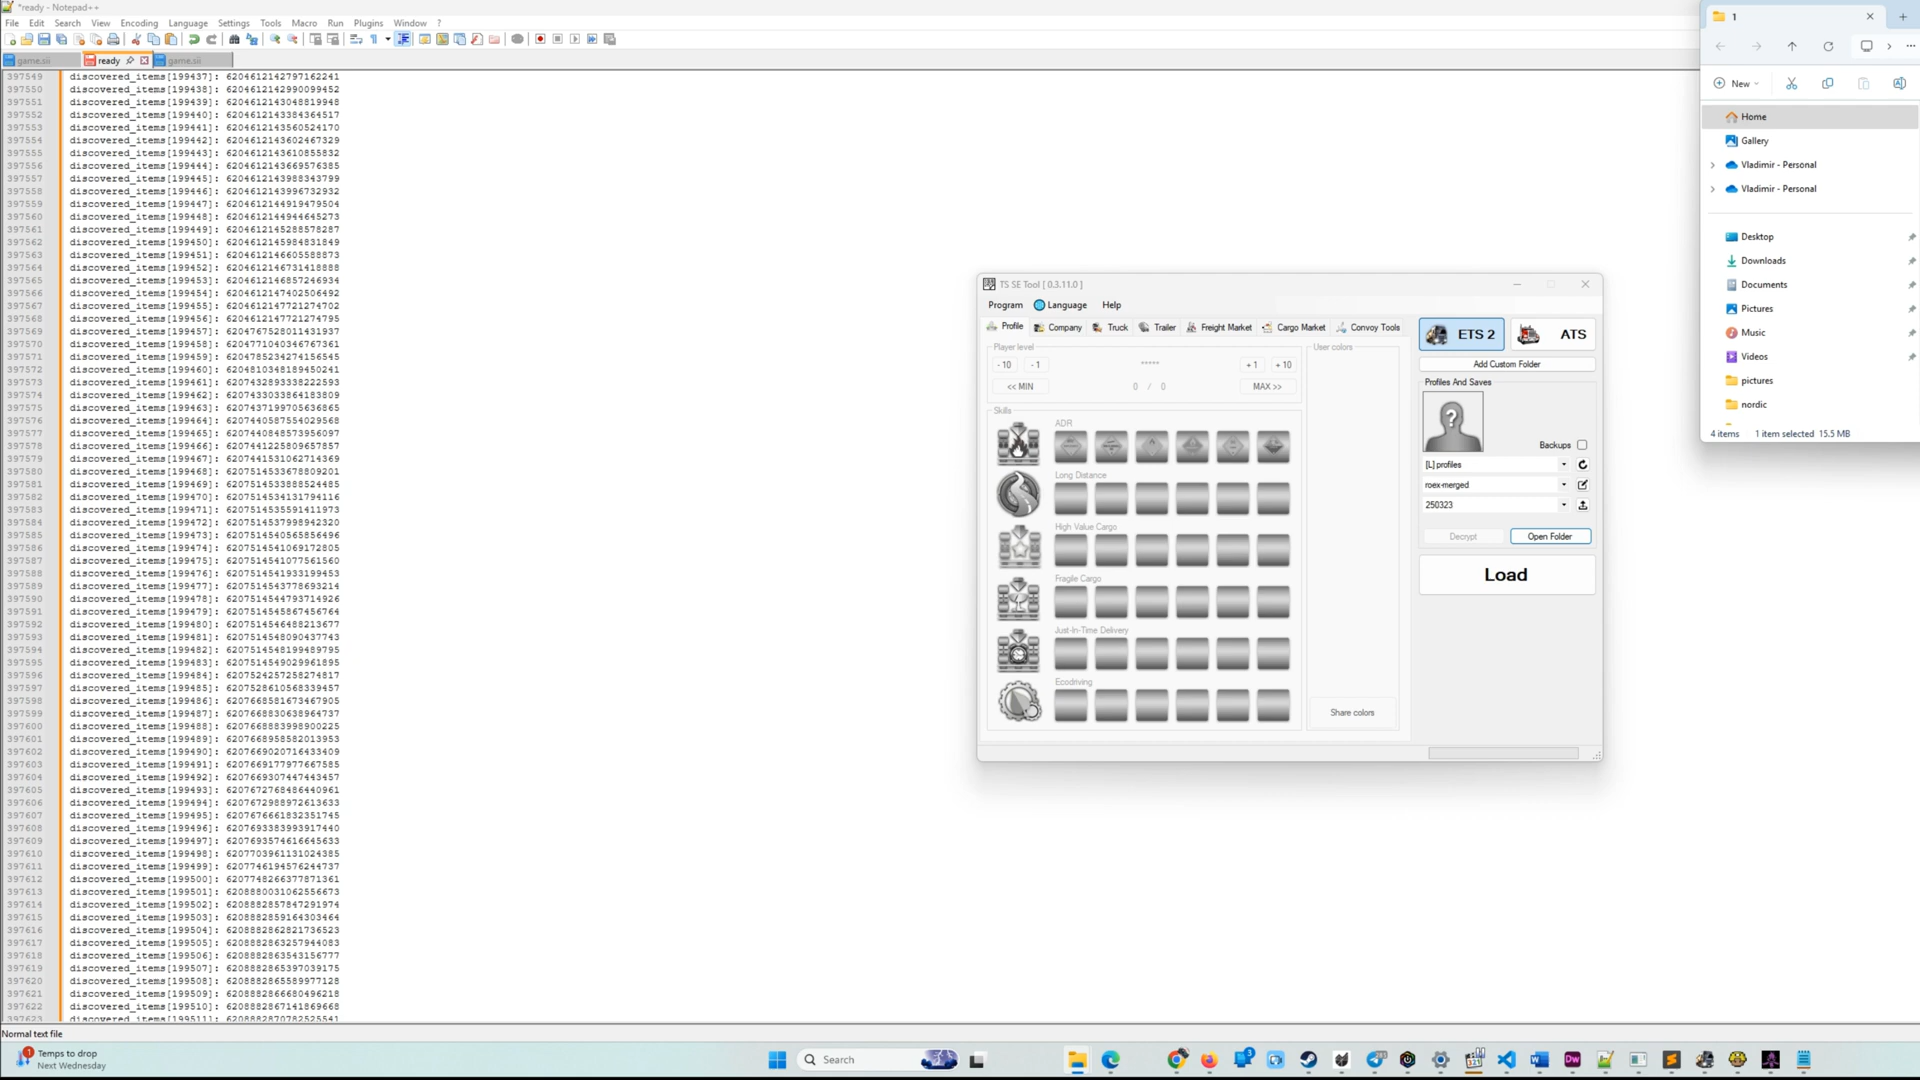 *ready - Notepad++
File Edit Search View Encoding Language Settings Tools Macro Run Plugins Window ?
game.sii ready game.sii
397549 discovered_items[199437]: 6204612142797162241
397550 discovered_items[199438]: 6204612142990099452
397551 discovered_items[199439]: 6204612143048819948
397552 discovered_items[199440]: 6204612143384364517
397553 discovered_items[199441]: 6204612143560524170
397554 discovered_items[199442]: 6204612143602467329
397555 discovered_items[199443]: 6204612143610855832
397556 discovered_items[199444]: 6204612143669576385
397557 discovered_items[199445]: 6204612143988343799
397558 discovered_items[199446]: 6204612143996732932
397559 discovered_items[199447]: 6204612144919479504
397560 discovered_items[199448]: 6204612144944645273
397561 discovered_items[199449]: 6204612145288578287
397562 discovered_items[199450]: 6204612145984831849
397563 discovered_items[199451]: 6204612146605588873
397564 discovered_items[199452]: 6204612146731418888
397565 discovered_items[199453]: 6204612146857246934
397566 discovered_items[199454]: 6204612147402506492
397567 discovered_items[199455]: 6204612147721274702
397568 discovered_items[199456]: 6204612147721274795
397569 discovered_items[199457]: 6204767528011431937
397570 discovered_items[199458]: 6204771040346767361
397571 discovered_items[199459]: 6204785234274156545
397572 discovered_items[199460]: 6204810348189450241
397573 discovered_items[199461]: 6207432893338222593
397574 discovered_items[199462]: 6207433033864183809
397575 discovered_items[199463]: 6207437199705636865
397576 discovered_items[199464]: 6207440587554029568
397577 discovered_items[199465]: 6207440848573956097
397578 discovered_items[199466]: 6207441225809657857
397579 discovered_items[199467]: 6207441531062714369
397580 discovered_items[199468]: 6207514533678809201
397581 discovered_items[199469]: 6207514533888524485
397582 discovered_items[199470]: 6207514534131794116
397583 discovered_items[199471]: 6207514535591411973
397584 discovered_items[199472]: 6207514537998942320
397585 discovered_items[199473]: 6207514540565856496
397586 discovered_items[199474]: 6207514541069172805
397587 discovered_items[199475]: 6207514541077561560
397588 discovered_items[199476]: 6207514541933199453
397589 discovered_items[199477]: 6207514543778693214
397590 discovered_items[199478]: 6207514544793714926
397591 discovered_items[199479]: 6207514545867456764
397592 discovered_items[199480]: 6207514546488213677
397593 discovered_items[199481]: 6207514548090437743
397594 discovered_items[199482]: 6207514548199489795
397595 discovered_items[199483]: 6207514549029961895
397596 discovered_items[199484]: 6207524257258274817
397597 discovered_items[199485]: 6207528610568339457
397598 discovered_items[199486]: 6207668581673467905
397599 discovered_items[199487]: 6207668830638964737
397600 discovered_items[199488]: 6207668883998900225
397601 discovered_items[199489]: 6207668958582013953
397602 discovered_items[199490]: 6207669020716433409
397603 discovered_items[199491]: 6207669177977667585
397604 discovered_items[199492]: 6207669307447443457
397605 discovered_items[199493]: 6207672768486440961
397606 discovered_items[199494]: 6207672988972613633
397607 discovered_items[199495]: 6207676661832351745
397608 discovered_items[199496]: 6207693383993917440
397609 discovered_items[199497]: 6207693574616645633
397610 discovered_items[199498]: 6207703961131024385
397611 discovered_items[199499]: 6207746194576244737
397612 discovered_items[199500]: 6207748266377871361
397613 discovered_items[199501]: 6208880031062556673
397614 discovered_items[199502]: 6208882857847291974
397615 discovered_items[199503]: 6208882859164303464
397616 discovered_items[199504]: 6208882862821736523
397617 discovered_items[199505]: 6208882863257944083
397618 discovered_items[199506]: 6208882863543156777
397619 discovered_items[199507]: 6208882865397039175
397620 discovered_items[199508]: 6208882865589977128
397621 discovered_items[199509]: 6208882866680496218
397622 discovered_items[199510]: 6208882867141869668
397623 discovered_items[199511]: 6208882870782525541
Normal text file
TS SE Tool [ 0.3.11.0 ]
Program Language Help
Profile Company Truck Trailer Freight Market Cargo Market Convoy Tools
Player level
- 10 - 1 ***** + 1 + 10
<< MIN 0 / 0 MAX >>
User colors
Skills
ADR
Long Distance
High Value Cargo
Fragile Cargo
Just-In-Time Delivery
Ecodriving
Share colors
ETS 2 ATS
Add Custom Folder
Profiles And Saves
?
Backups
[L] profiles
roex-merged
250323
Decrypt Open Folder
Load
1
New
Home
Gallery
Vladimir - Personal
Vladimir - Personal
Desktop
Downloads
Documents
Pictures
Music
Videos
pictures
nordic
4 items 1 item selected 15.5 MB
1 Temps to drop
Next Wednesday
Search
3